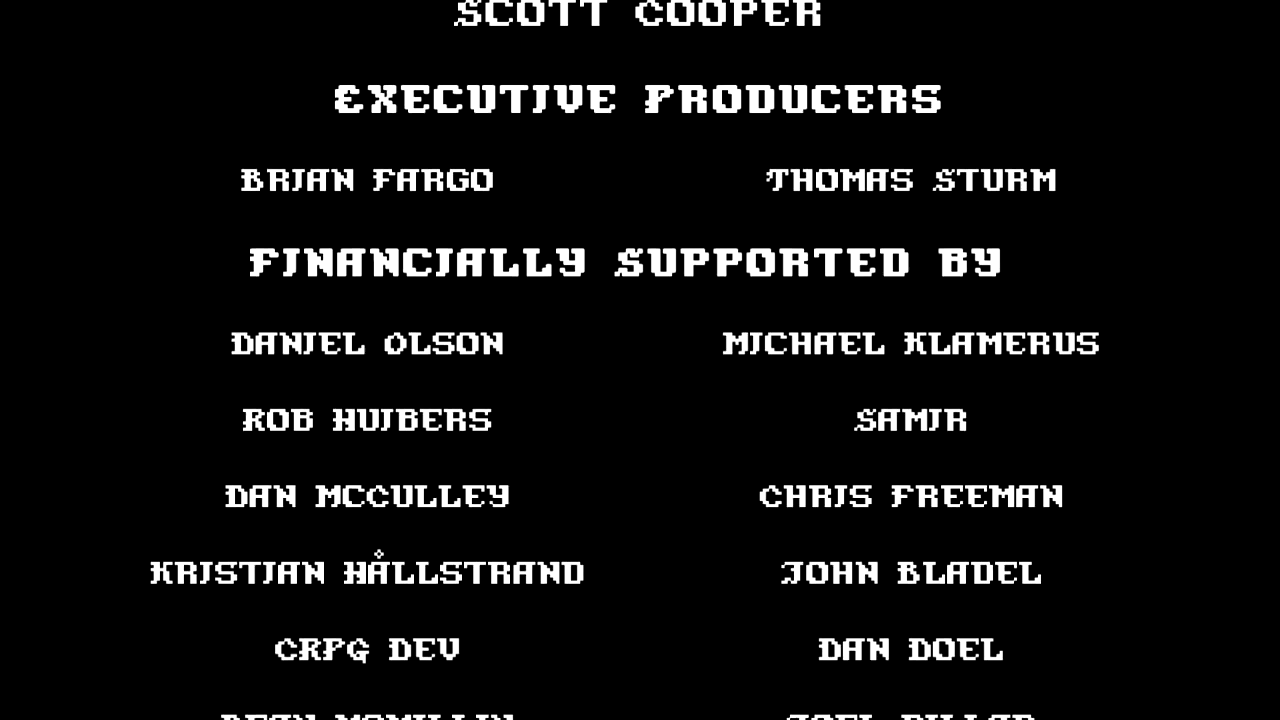 SCOTT COOPER
EXECUTIVE PRODUCERS
BRIAN FARGO THOMAS STURM
FINANCIALLY SUPPORTED BY
DANIEL OLSON MICHAEL KLAMERUS
ROB HUIBERS SAMIR
DAN MCCULLEY CHRIS FREEMAN
KRISTIAN HÅLLSTRAND JOHN BLADEL
CRPG DEV DAN DOEL